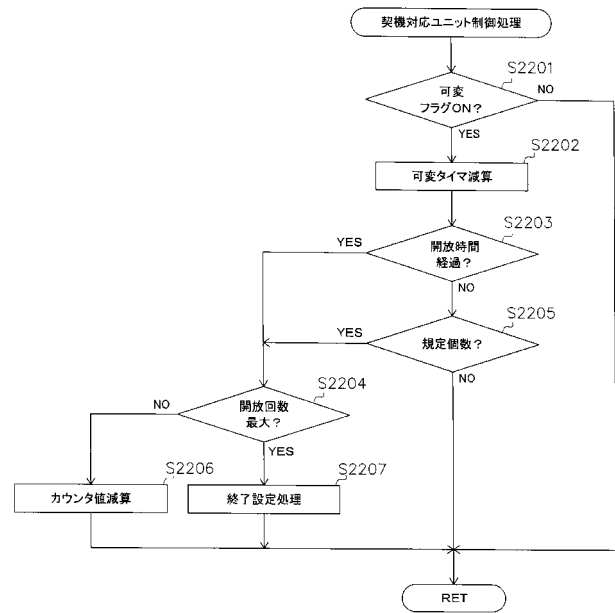 契機対応ユニット制御処理
S2201
可変
フラグON?
NO
YES
S2202
可変タイマ減算
S2203
YES
開放時間
経過?
NO
S2205
YES
規定個数?
NO
S2204
NO
開放回数
最大?
YES
S2206
カウンタ値減算
S2207
終了設定処理
RET